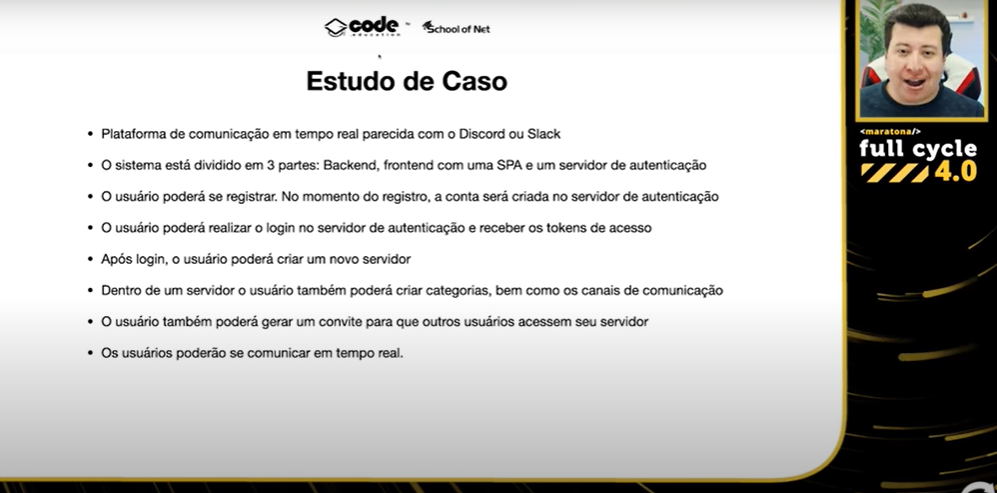 code
education
School of Net
Estudo de Caso
• Plataforma de comunicação em tempo real parecida com o Discord ou Slack
• O sistema está dividido em 3 partes: Backend, frontend com uma SPA e um servidor de autenticação
• O usuário poderá se registrar. No momento do registro, a conta será criada no servidor de autenticação
• O usuário poderá realizar o login no servidor de autenticação e receber os tokens de acesso
• Após login, o usuário poderá criar um novo servidor
• Dentro de um servidor o usuário também poderá criar categorias, bem como os canais de comunicação
• O usuário também poderá gerar um convite para que outros usuários acessem seu servidor
• Os usuários poderão se comunicar em tempo real.
<maratona/>
full cycle
4.0